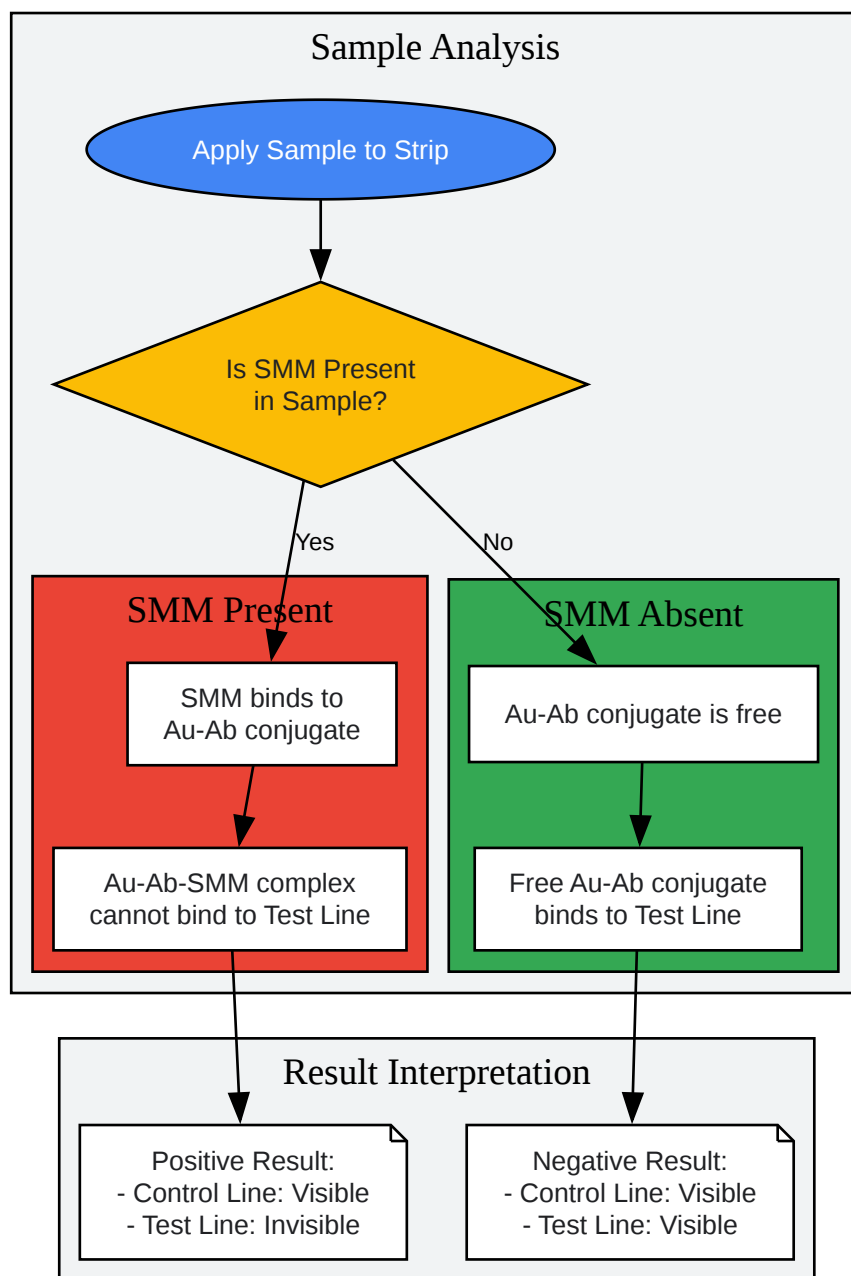 Sample Analysis
Apply Sample to Strip
Is SMM Present
in Sample?
Yes
No
SMM Present
SMM binds to
Au-Ab conjugate
Au-Ab-SMM complex
cannot bind to Test Line
SMM Absent
Au-Ab conjugate is free
Free Au-Ab conjugate
binds to Test Line
Result Interpretation
Positive Result:
- Control Line: Visible
- Test Line: Invisible
Negative Result:
- Control Line: Visible
- Test Line: Visible